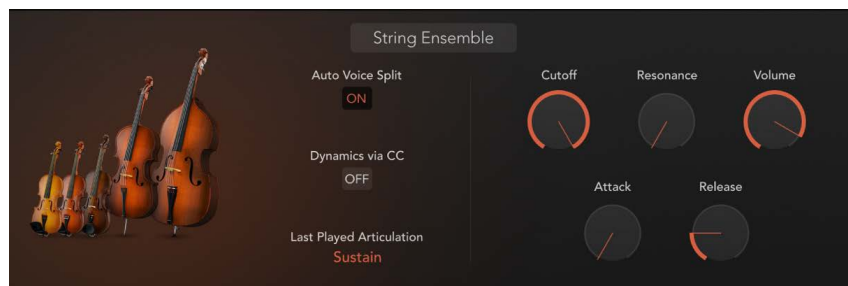 String Ensemble
Auto Voice Split
ON
Dynamics via CC
OFF
Last Played Articulation
Sustain
Cutoff
Resonance
Volume
Attack
Release